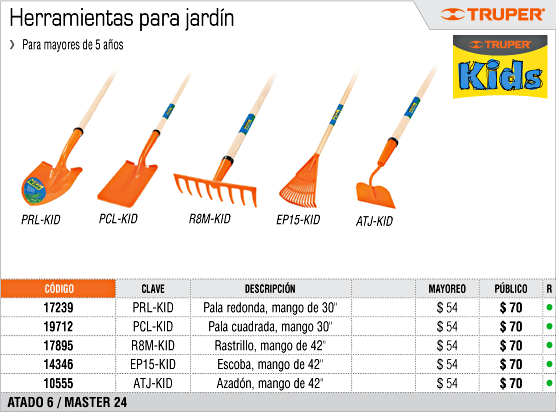 Herramientas para jardín
TRUPER®
Para mayores de 5 años
TRUPER®
Kids
PRL-KID
PCL-KID
R8M-KID
EP15-KID
ATJ-KID
CÓDIGO CLAVE DESCRIPCIÓN MAYOREO PÚBLICO R
17239 PRL-KID Pala redonda, mango de 30" $ 54 $ 70
19712 PCL-KID Pala cuadrada, mango 30" $ 54 $ 70
17895 R8M-KID Rastrillo, mango de 42" $ 54 $ 70
14346 EP15-KID Escoba, mango de 42" $ 54 $ 70
10555 ATJ-KID Azadón, mango de 42" $ 54 $ 70
ATADO 6 / MASTER 24